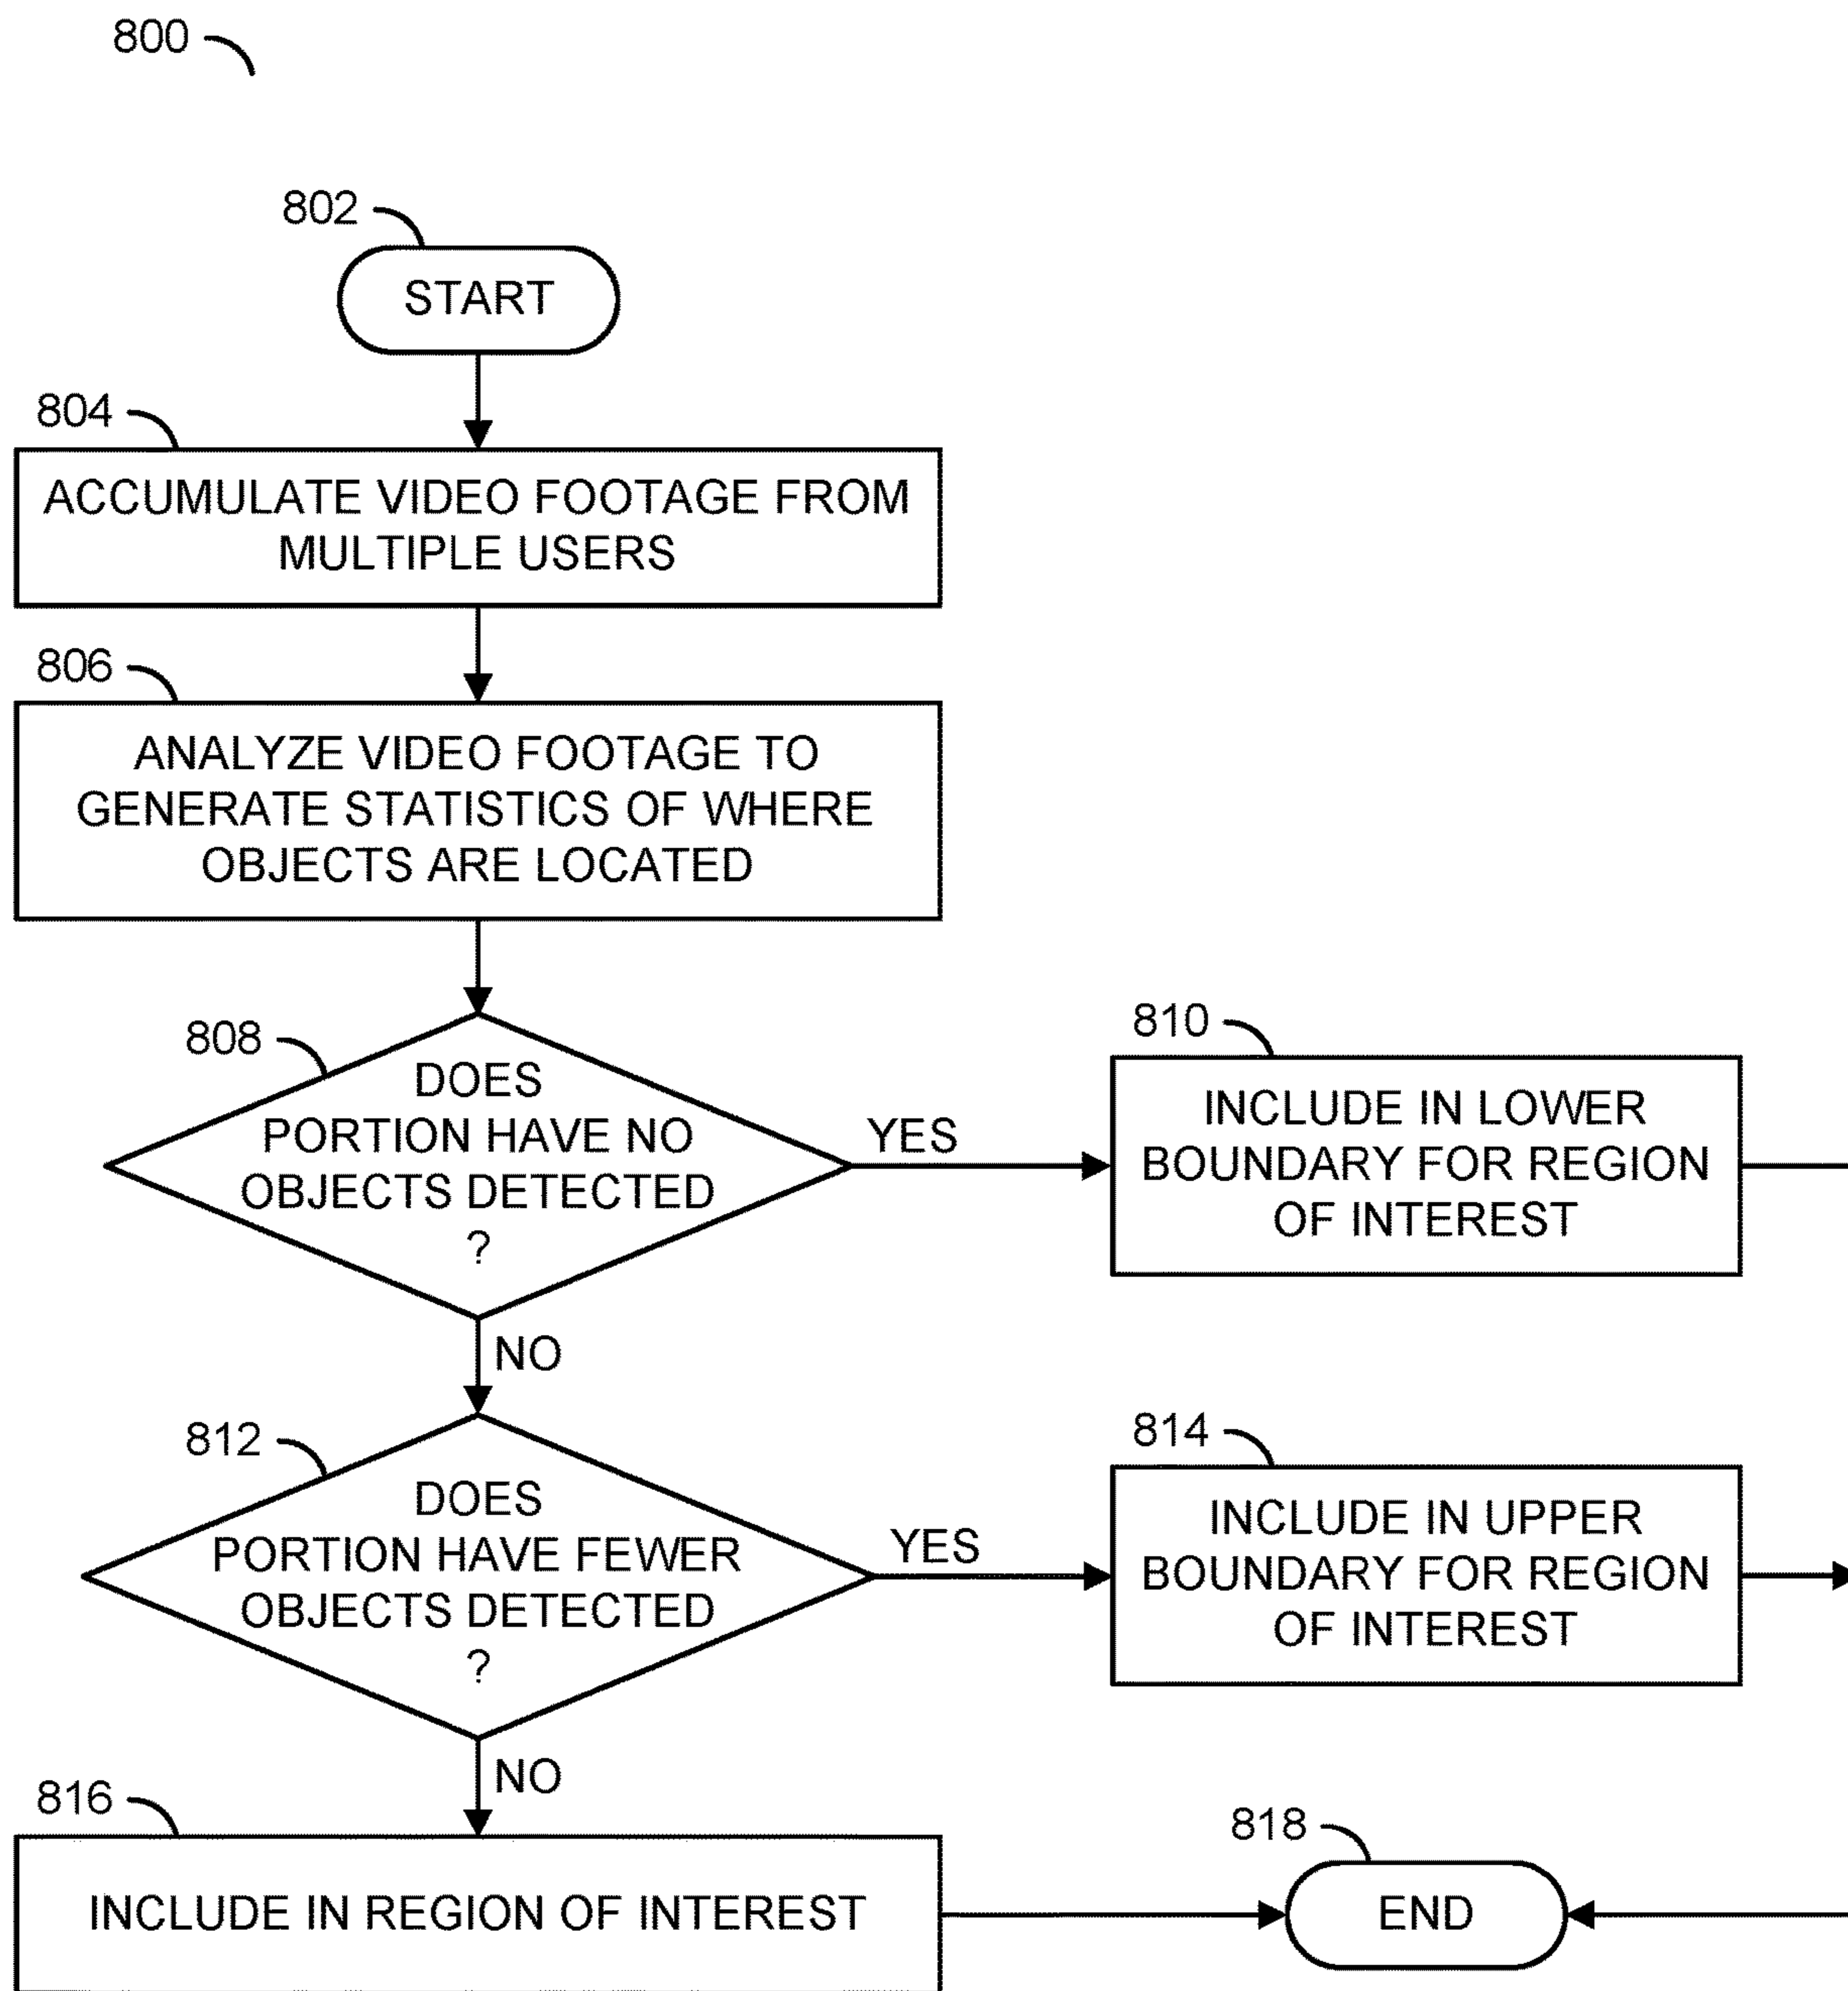 800
802
START
804
ACCUMULATE VIDEO FOOTAGE FROM
MULTIPLE USERS
806
ANALYZE VIDEO FOOTAGE TO
GENERATE STATISTICS OF WHERE
OBJECTS ARE LOCATED
808
DOES
PORTION HAVE NO
OBJECTS DETECTED
?
YES
810
INCLUDE IN LOWER
BOUNDARY FOR REGION
OF INTEREST
NO
812
DOES
PORTION HAVE FEWER
OBJECTS DETECTED
?
YES
814
INCLUDE IN UPPER
BOUNDARY FOR REGION
OF INTEREST
NO
816
INCLUDE IN REGION OF INTEREST
818
END